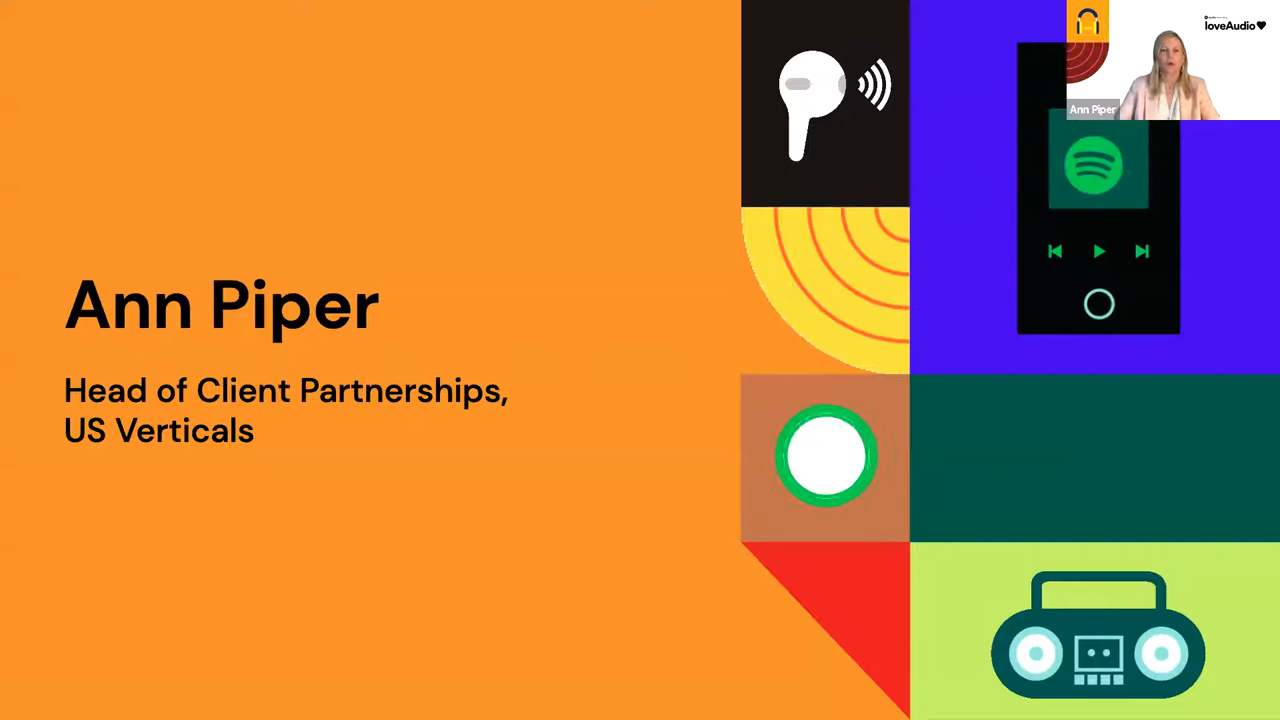 Ann Piper
Head of Client Partnerships,
US Verticals
loveAudio
Ann Piper